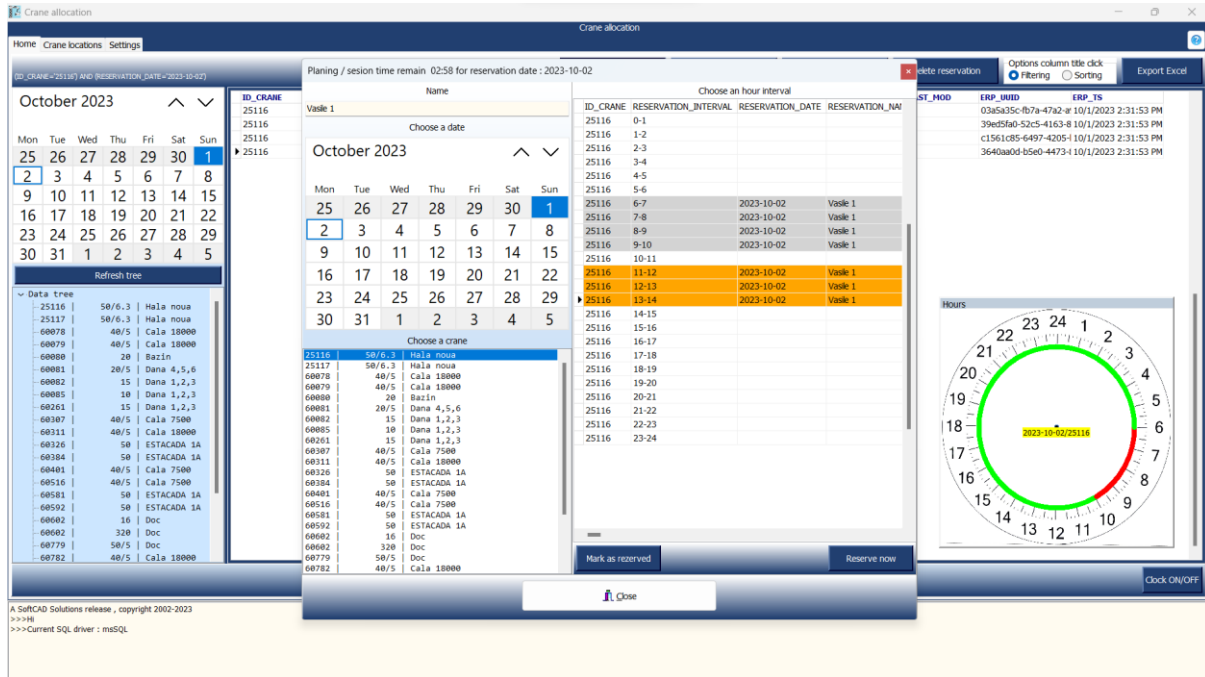 Crane allocation
Crane allocation
Home Crane locations Settings
(ID_CRANE='25116') AND (RESERVATION_DATE='2023-10-02')
elete reservation
Options column title click
Filtering Sorting
Export Excel
October 2023
Mon Tue Wed Thu Fri Sat Sun
25 26 27 28 29 30 1
2 3 4 5 6 7 8
9 10 11 12 13 14 15
16 17 18 19 20 21 22
23 24 25 26 27 28 29
30 31 1 2 3 4 5
Refresh tree
Data tree
25116 | 50/6.3 | Hala noua
25117 | 50/6.3 | Hala noua
60078 | 40/5 | Cala 18000
60079 | 40/5 | Cala 18000
60080 | 20 | Bazin
60081 | 20/5 | Dana 4,5,6
60082 | 15 | Dana 1,2,3
60085 | 10 | Dana 1,2,3
60261 | 15 | Dana 1,2,3
60307 | 40/5 | Cala 7500
60311 | 40/5 | Cala 18000
60326 | 50 | ESTACADA 1A
60384 | 50 | ESTACADA 1A
60401 | 40/5 | Cala 7500
60516 | 40/5 | Cala 7500
60581 | 50 | ESTACADA 1A
60592 | 50 | ESTACADA 1A
60602 | 16 | Doc
60602 | 320 | Doc
60779 | 50/5 | Doc
60782 | 40/5 | Cala 18000
ID_CRANE
25116
25116
25116
25116
Planing / sesion time remain 02:58 for reservation date : 2023-10-02
Name
Vasile 1
Choose a date
October 2023
Mon Tue Wed Thu Fri Sat Sun
25 26 27 28 29 30 1
2 3 4 5 6 7 8
9 10 11 12 13 14 15
16 17 18 19 20 21 22
23 24 25 26 27 28 29
30 31 1 2 3 4 5
Choose a crane
25116 | 50/6.3 | Hala noua
25117 | 50/6.3 | Hala noua
60078 | 40/5 | Cala 18000
60079 | 40/5 | Cala 18000
60080 | 20 | Bazin
60081 | 20/5 | Dana 4,5,6
60082 | 15 | Dana 1,2,3
60085 | 10 | Dana 1,2,3
60261 | 15 | Dana 1,2,3
60307 | 40/5 | Cala 7500
60311 | 40/5 | Cala 18000
60326 | 50 | ESTACADA 1A
60384 | 50 | ESTACADA 1A
60401 | 40/5 | Cala 7500
60516 | 40/5 | Cala 7500
60581 | 50 | ESTACADA 1A
60592 | 50 | ESTACADA 1A
60602 | 16 | Doc
60602 | 320 | Doc
60779 | 50/5 | Doc
60782 | 40/5 | Cala 18000
Choose an hour interval
ID_CRANE RESERVATION_INTERVAL RESERVATION_DATE RESERVATION_NA
25116 0-1
25116 1-2
25116 2-3
25116 3-4
25116 4-5
25116 5-6
25116 6-7 2023-10-02 Vasile 1
25116 7-8 2023-10-02 Vasile 1
25116 8-9 2023-10-02 Vasile 1
25116 9-10 2023-10-02 Vasile 1
25116 10-11
25116 11-12 2023-10-02 Vasile 1
25116 12-13 2023-10-02 Vasile 1
25116 13-14 2023-10-02 Vasile 1
25116 14-15
25116 15-16
25116 16-17
25116 17-18
25116 18-19
25116 19-20
25116 20-21
25116 21-22
25116 22-23
25116 23-24
Mark as rezerved
Reserve now
Close
ST_MOD ERP_UUID ERP_TS
03a5a35c-fb7a-47a2-a 10/1/2023 2:31:53 PM
39ed5fa0-52c5-4163-8 10/1/2023 2:31:53 PM
c1561c85-6497-4205- 10/1/2023 2:31:53 PM
3640aa0d-b5e0-4473- 10/1/2023 2:31:53 PM
Hours
24 1 2 3 4 5 6 7 8 9 10 11 12 13 14 15 16 17 18 19 20 21 22 23
2023-10-02/25116
Clock ON/OFF
A SoftCAD Solutions release , copyright 2002-2023
>>>Hi
>>>Current SQL driver : msSQL